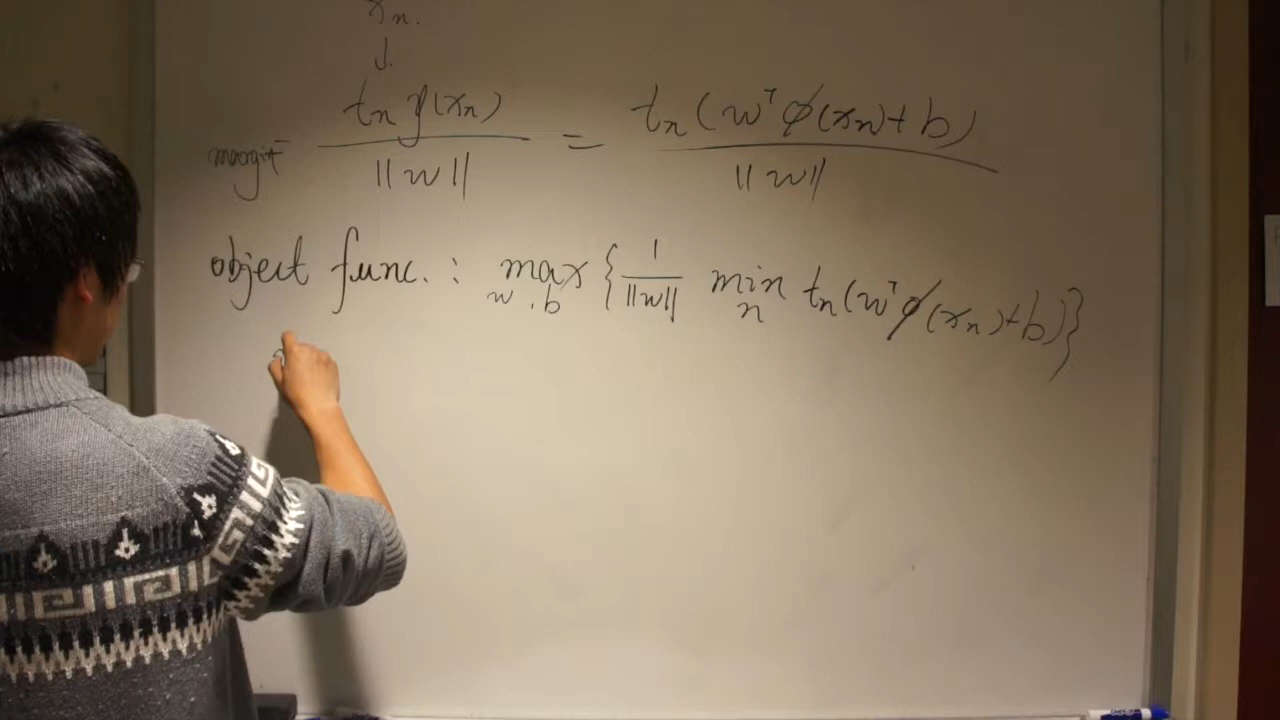 xₙ.
↓
margin = tₙ y(xₙ) / ||w|| = tₙ(wᵀϕ(xₙ)+b) / ||w||
object func. : max w,b {1/||w|| min n tₙ(wᵀϕ(xₙ)+b)}